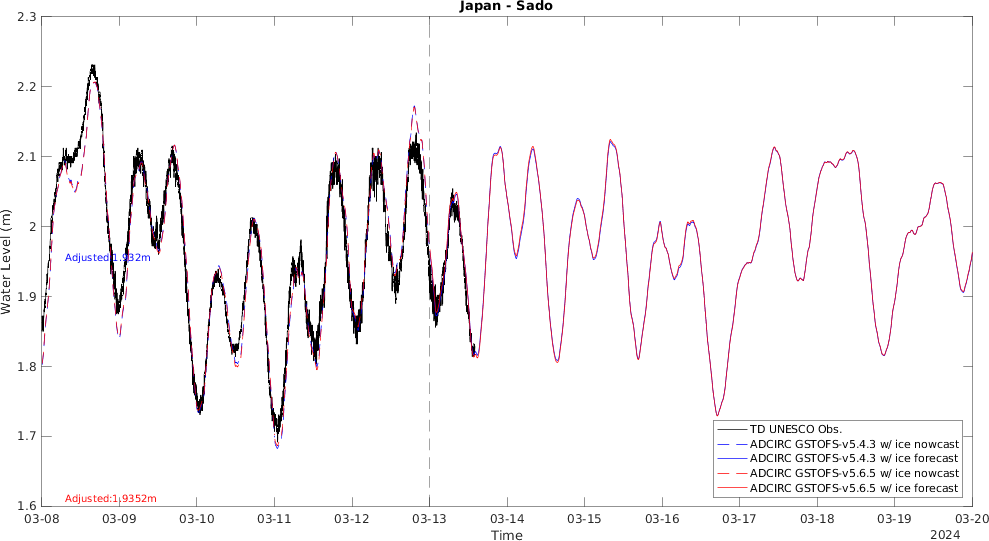 Japan - Sado
2.3
2.2
2.1
2
1.9
1.8
1.7
1.6
Water Level (m)
Adjusted:1.932m
Adjusted:1.9352m
TD UNESCO Obs.
ADCIRC GSTOFS-v5.4.3 w/ ice nowcast
ADCIRC GSTOFS-v5.4.3 w/ ice forecast
ADCIRC GSTOFS-v5.6.5 w/ ice nowcast
ADCIRC GSTOFS-v5.6.5 w/ ice forecast
03-08 03-09 03-10 03-11 03-12 03-13 03-14 03-15 03-16 03-17 03-18 03-19 03-20
Time
2024